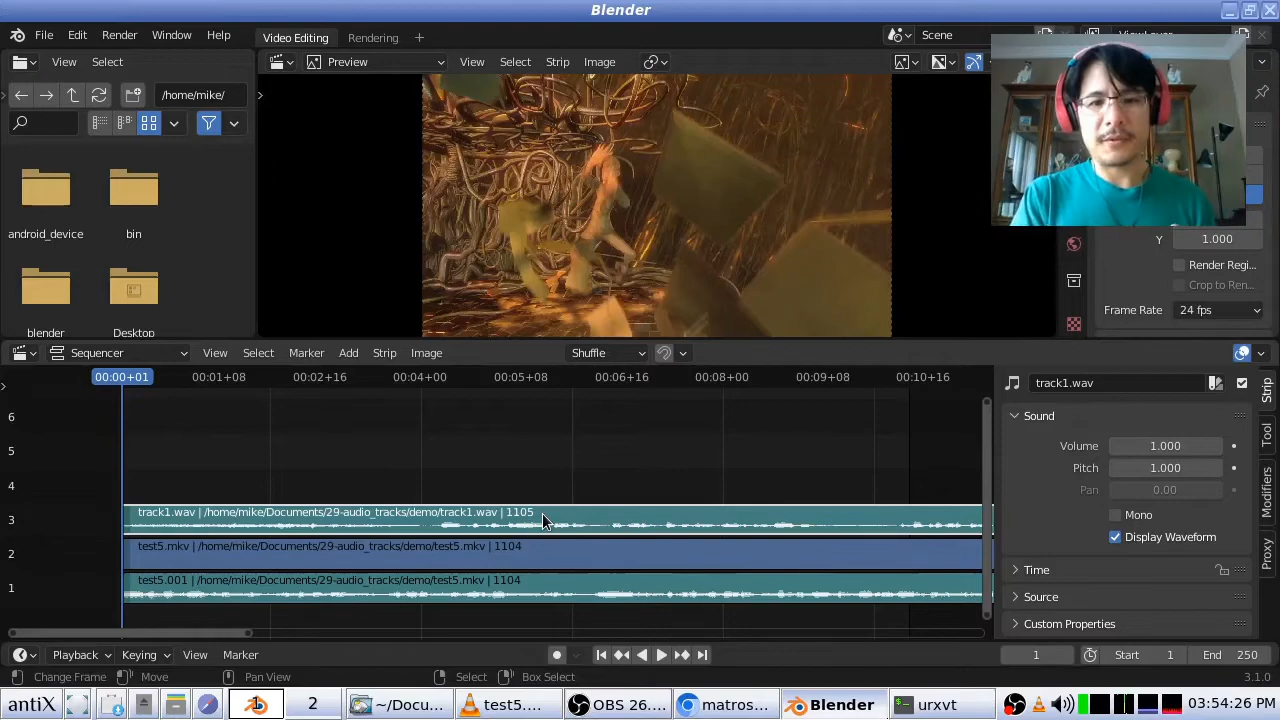 Blender
File Edit Render Window Help
Video Editing Rendering +
Scene
View Select
Preview View Select Strip Image
/home/mike/
android_device bin
blender Desktop
Y 1.000
Render Regi...
Crop to Ren...
Frame Rate 24 fps
Sequencer View Select Marker Add Strip Image Shuffle
00:00+01 00:01+08 00:02+16 00:04+00 00:05+08 00:06+16 00:08+00 00:09+08 00:10+16
6
5
4
3
2
1
track1.wav | /home/mike/Documents/29-audio_tracks/demo/track1.wav | 1105
test5.mkv | /home/mike/Documents/29-audio_tracks/demo/test5.mkv | 1104
test5.001 | /home/mike/Documents/29-audio_tracks/demo/test5.mkv | 1104
track1.wav
Sound
Volume 1.000
Pitch 1.000
Pan 0.00
Mono
Display Waveform
Time
Source
Custom Properties
Strip
Tool
Modifiers
Proxy
Playback Keying View Marker 1 Start 1 End 250
Change Frame Move Pan View Select Box Select 3.1.0
antiX 1 2 ~/Docu... test5.... OBS 26.... matros... Blender urxvt 03:54:26 PM